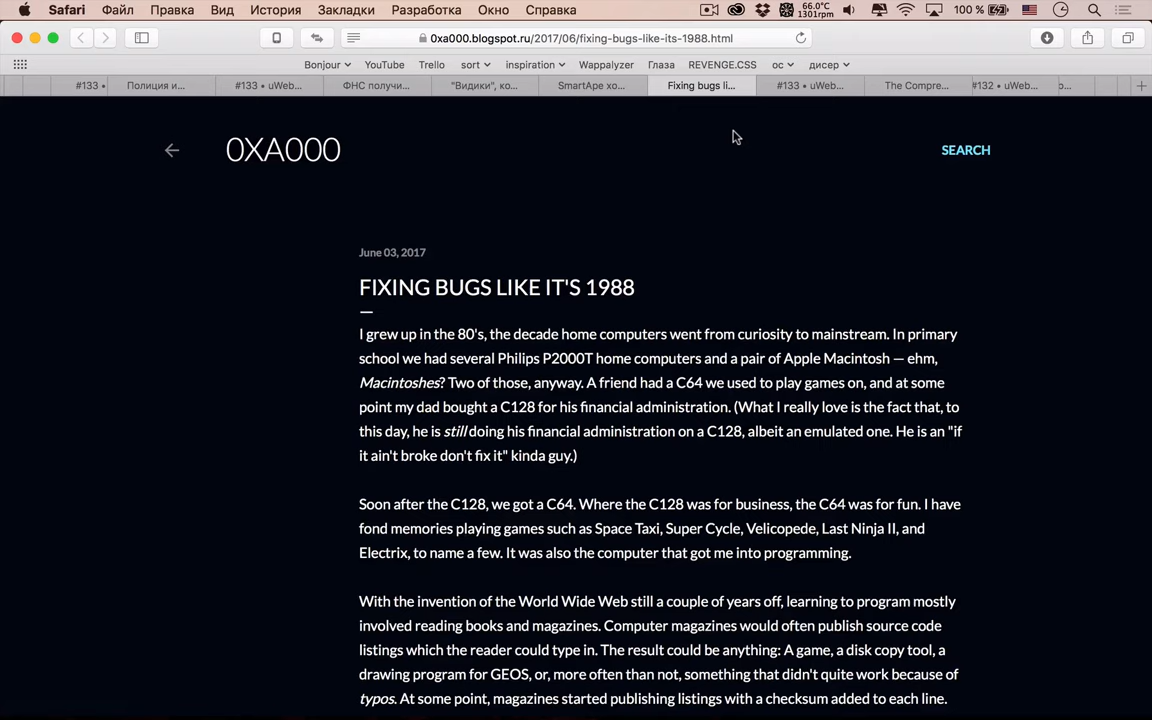 Safari Файл Правка Вид История Закладки Разработка Окно Справка 66.0°C 1301rpm 100 %
0xa000.blogspot.ru/2017/06/fixing-bugs-like-its-1988.html
Bonjour YouTube Trello sort inspiration Wappalyzer Глаза REVENGE.CSS ос дисер
#133 • Полиция и... #133 • uWeb... ФНС получи... "Видики", ко... SmartApe хо... Fixing bugs li... #133 • uWeb... The Compre... #132 • uWeb...
0XA000
SEARCH
June 03, 2017
FIXING BUGS LIKE IT'S 1988
I grew up in the 80's, the decade home computers went from curiosity to mainstream. In primary
school we had several Philips P2000T home computers and a pair of Apple Macintosh — ehm,
Macintoshes? Two of those, anyway. A friend had a C64 we used to play games on, and at some
point my dad bought a C128 for his financial administration. (What I really love is the fact that, to
this day, he is still doing his financial administration on a C128, albeit an emulated one. He is an "if
it ain't broke don't fix it" kinda guy.)
Soon after the C128, we got a C64. Where the C128 was for business, the C64 was for fun. I have
fond memories playing games such as Space Taxi, Super Cycle, Velicopede, Last Ninja II, and
Electrix, to name a few. It was also the computer that got me into programming.
With the invention of the World Wide Web still a couple of years off, learning to program mostly
involved reading books and magazines. Computer magazines would often publish source code
listings which the reader could type in. The result could be anything: A game, a disk copy tool, a
drawing program for GEOS, or, more often than not, something that didn't quite work because of
typos. At some point, magazines started publishing listings with a checksum added to each line.